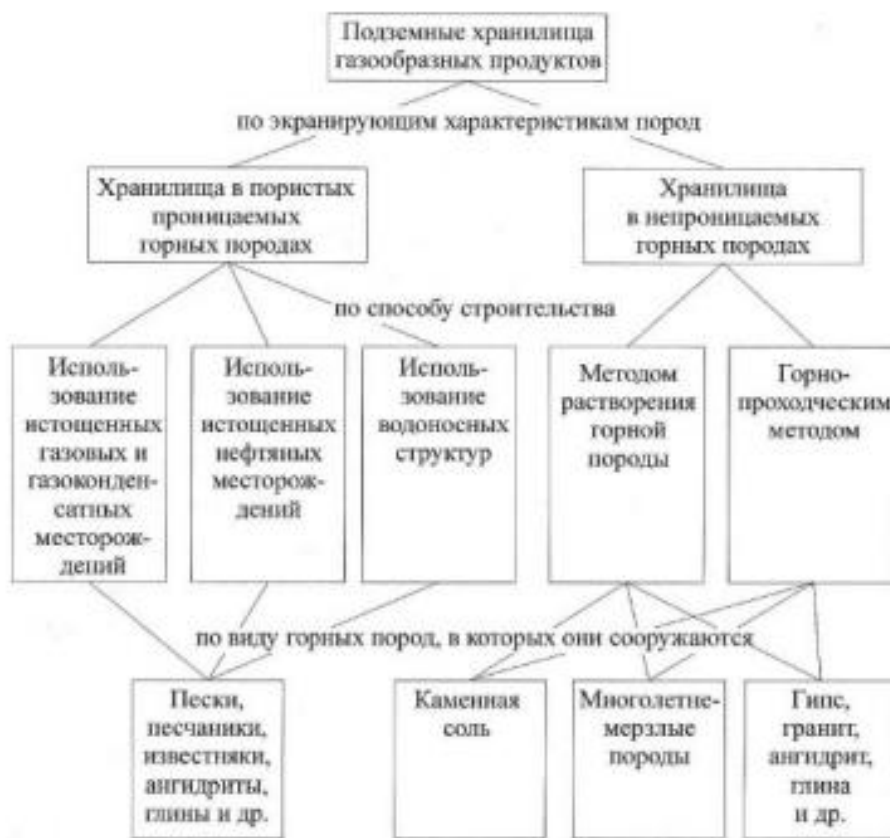 Подземные хранилища
газообразных продуктов
по экранирующим характеристикам пород
Хранилища в пористых
проницаемых
горных породах
Хранилища
в непроницаемых
горных породах
по способу строительства
Исполь-
зование
истощенных
газовых и
газоконден-
сатных
месторож-
дений
Исполь-
зование
истощенных
нефтяных
месторож-
дений
Исполь-
зование
водоносных
структур
Методом
растворения
горной
породы
Горно-
проходческим
методом
по виду горных пород, в которых они сооружаются
Пески,
песчаники,
известняки,
ангидриты,
глины и др.
Каменная
соль
Многолетне-
мерзлые
породы
Гипс,
гранит,
ангидрит,
глина
и др.